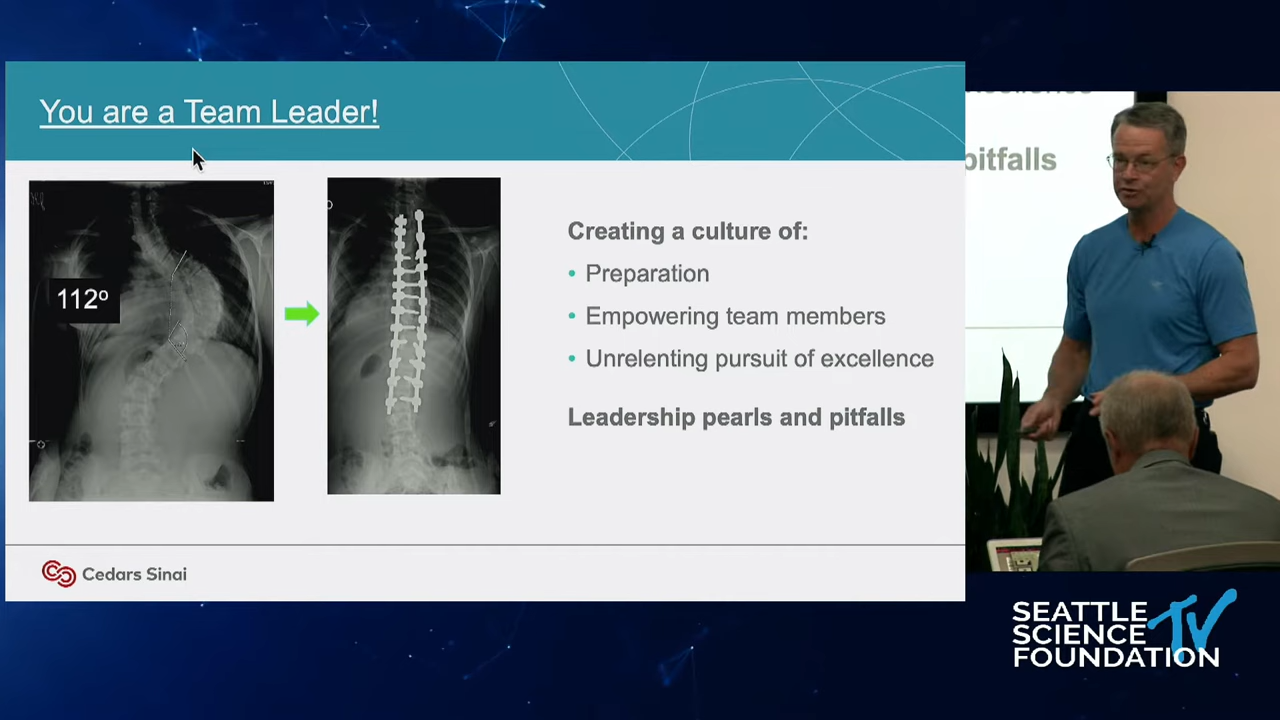 You are a Team Leader!
112º
Creating a culture of:
• Preparation
• Empowering team members
• Unrelenting pursuit of excellence
Leadership pearls and pitfalls
Cedars Sinai
pitfalls
SEATTLE
SCIENCE
FOUNDATION
TV